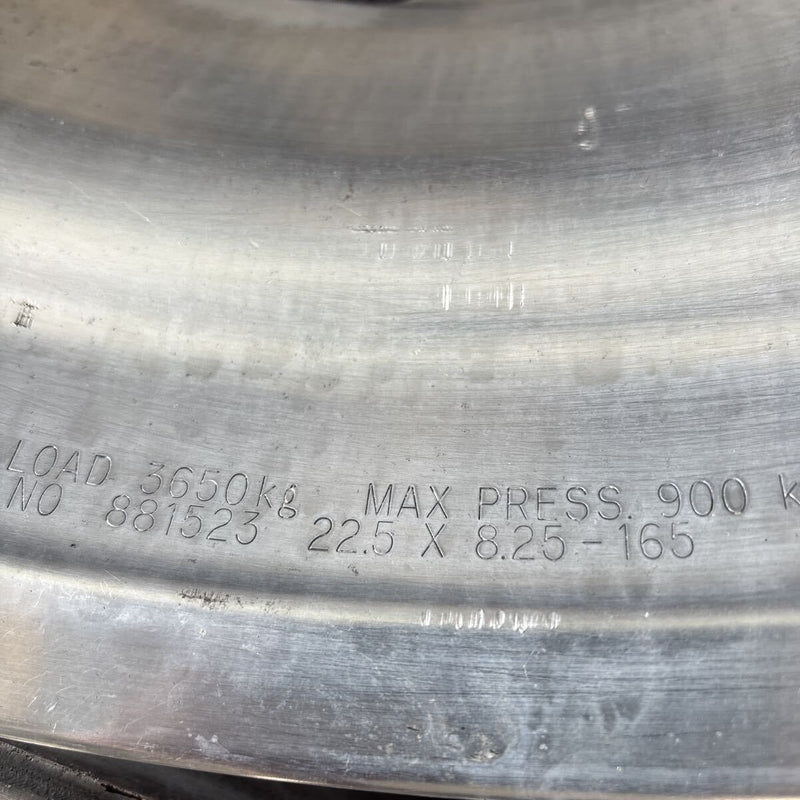 LOAD 3650kg MAX PRESS. 900 k
NO 881523 22.5 X 8.25-165